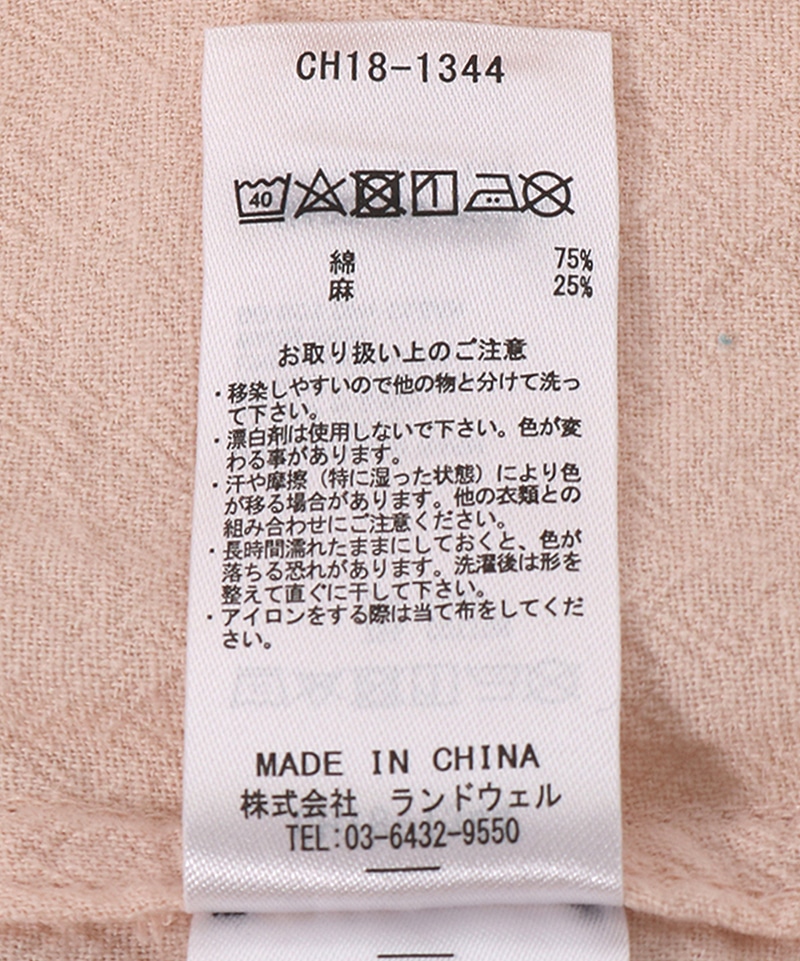 CH18-1344
40
綿 75%
麻 25%
お取り扱い上のご注意
・移染しやすいので他の物と分けて洗っ
て下さい。
・漂白剤は使用しないで下さい。色が変
わる事があります。
・汗や摩擦（特に湿った状態）により色
が移る場合があります。他の衣類との
組み合わせにご注意ください。
・長時間濡れたままにしておくと、色が
落ちる恐れがあります。洗濯後は形を
整えて直ぐに干して下さい。
・アイロンをする際は当て布をしてくだ
さい。
MADE IN CHINA
株式会社 ランドウェル
TEL:03-6432-9550